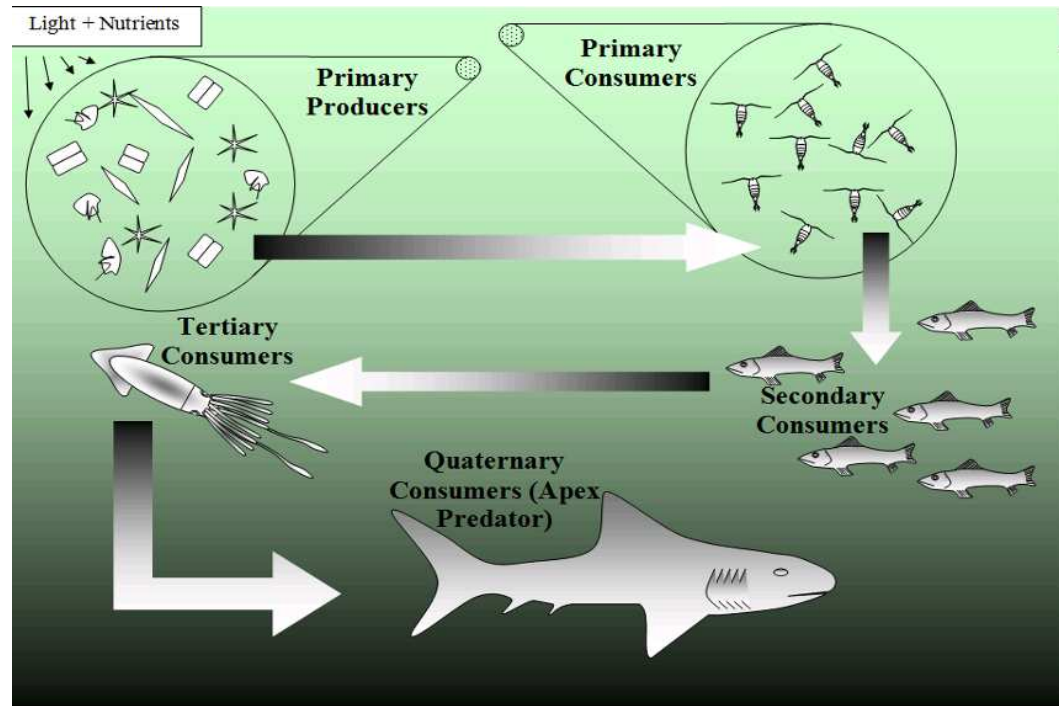 Light + Nutrients
Primary
Producers
Primary
Consumers
Tertiary
Consumers
Secondary
Consumers
Quaternary
Consumers (Apex
Predator)